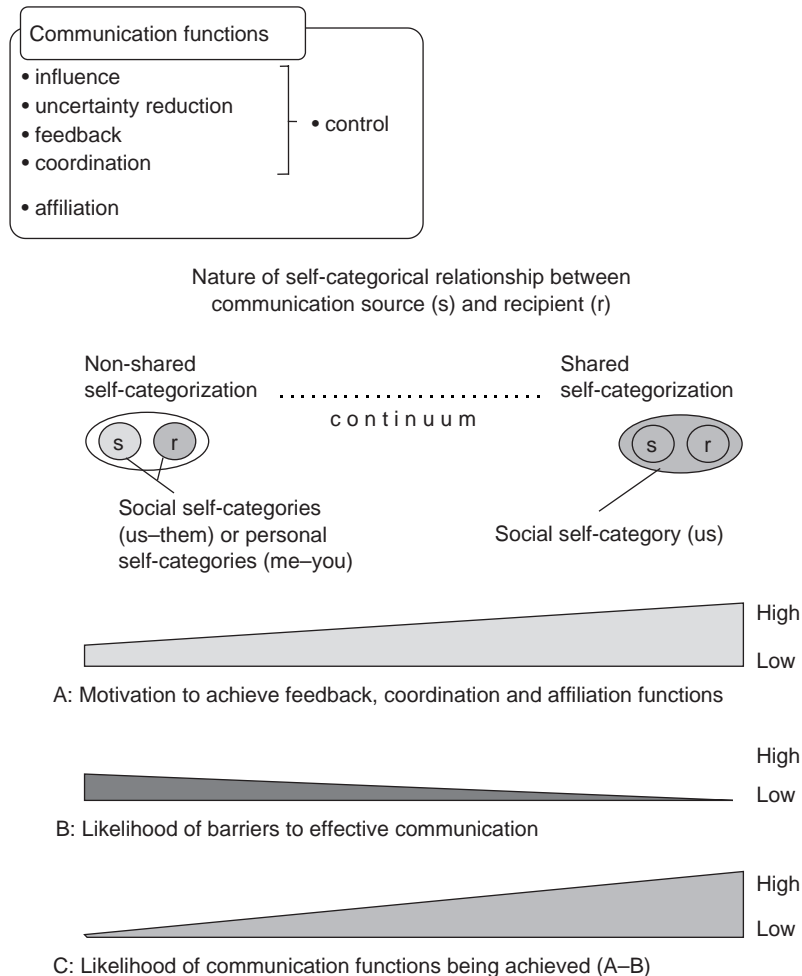 Communication functions
• influence
• uncertainty reduction
• feedback
• coordination
• control
• affiliation
Nature of self-categorical relationship between
communication source (s) and recipient (r)
Non-shared
self-categorization
continuum
Shared
self-categorization
s r
s r
Social self-categories
(us–them) or personal
self-categories (me–you)
Social self-category (us)
High
Low
A: Motivation to achieve feedback, coordination and affiliation functions
High
Low
B: Likelihood of barriers to effective communication
High
Low
C: Likelihood of communication functions being achieved (A–B)